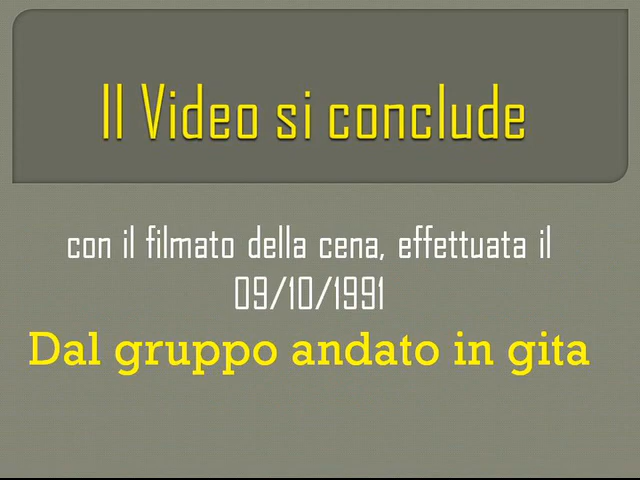 Il Video si conclude
con il filmato della cena, effettuata il
09/10/1991
Dal gruppo andato in gita